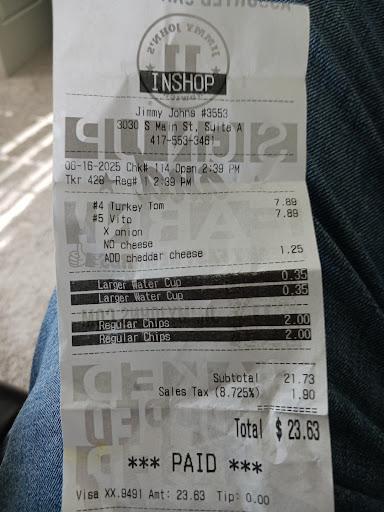 JIMMY JOHN'S
INSHOP
Jimmy Johns #3553
3030 S Main St, Suite A
417-553-3461
06-16-2025 Chk# 114 Open 2:39 PM
Tkr 428 Reg# 1 2:39 PM
#4 Turkey Tom 7.89
#5 Vito 7.89
X onion
NO cheese
ADD cheddar cheese 1.25
Larger Water Cup 0.35
Larger Water Cup 0.35
Regular Chips 2.00
Regular Chips 2.00
Subtotal 21.73
Sales Tax (8.725%) 1.90
Total $ 23.63
*** PAID ***
Visa XX.9491 Amt: 23.63 Tip: 0.00